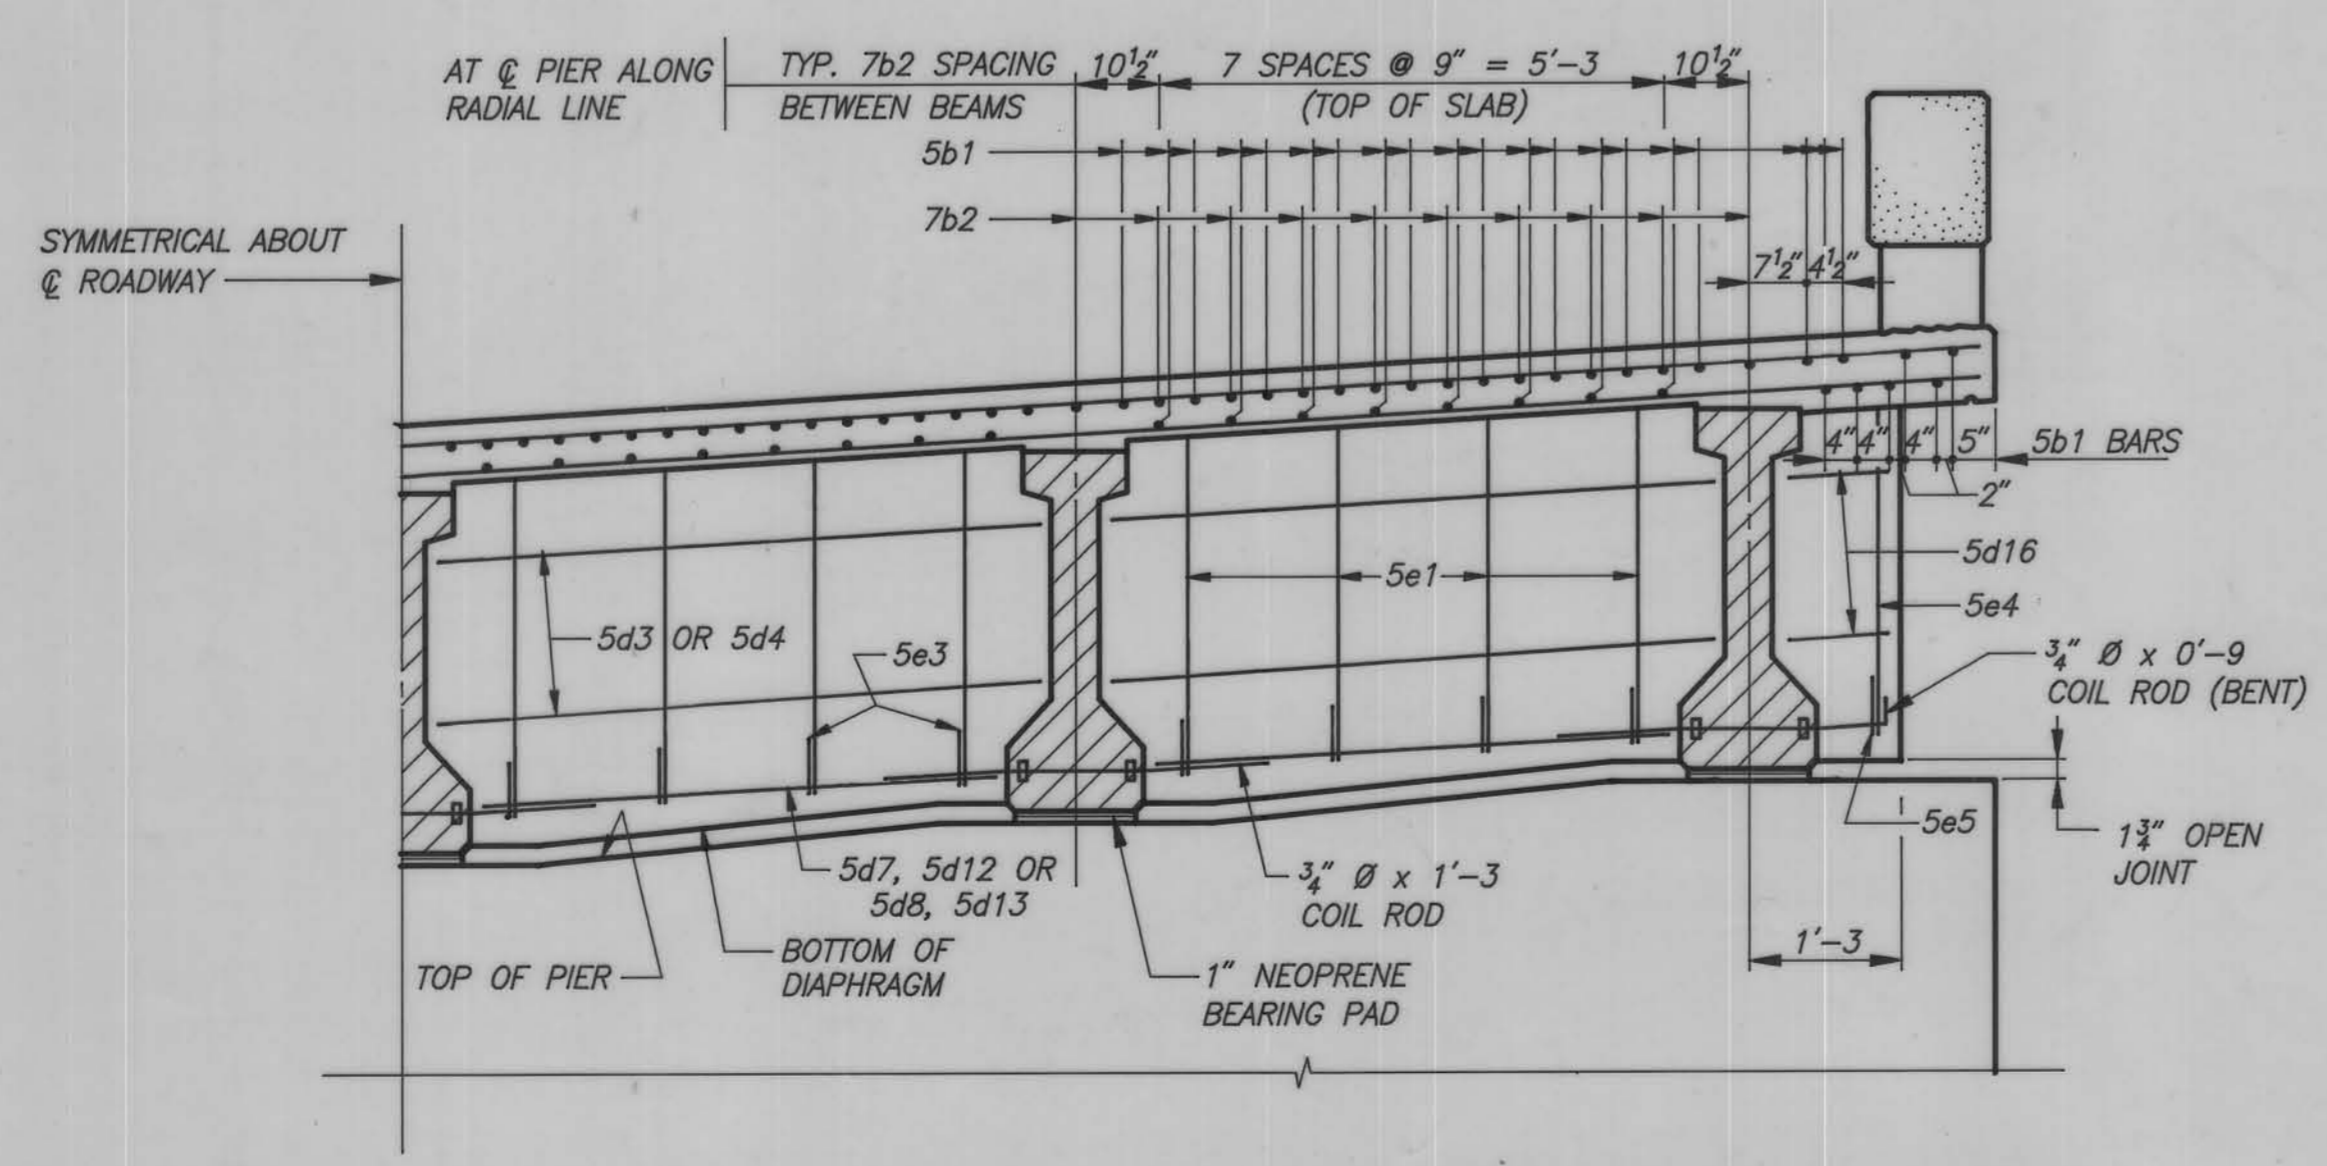 AT ℄ PIER ALONG
RADIAL LINE
TYP. 7b2 SPACING
BETWEEN BEAMS
10½"
7 SPACES @ 9" = 5'-3
(TOP OF SLAB)
10½"
5b1
7b2
SYMMETRICAL ABOUT
℄ ROADWAY
7½"
4½"
4"
4"
4"
5"
5b1 BARS
2"
5d16
5e1
5e4
5d3 OR 5d4
5e3
¾" Ø x 0'-9
COIL ROD (BENT)
5e5
1¾" OPEN
JOINT
5d7, 5d12 OR
5d8, 5d13
¾" Ø x 1'-3
COIL ROD
1'-3
BOTTOM OF
DIAPHRAGM
TOP OF PIER
1" NEOPRENE
BEARING PAD